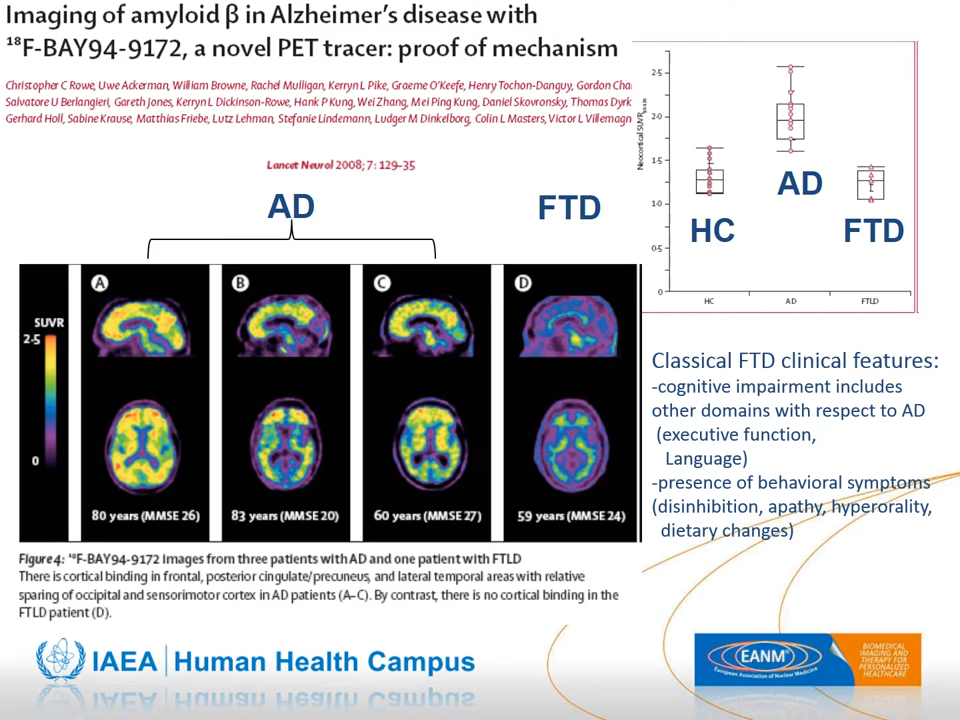 Imaging of amyloid β in Alzheimer's disease with
¹⁸F-BAY94-9172, a novel PET tracer: proof of mechanism
Christopher C Rowe, Uwe Ackerman, William Browne, Rachel Mulligan, Kerryn L Pike, Graeme O'Keefe, Henry Tochon-Danguy, Gordon Cha
Salvatore U Berlangieri, Gareth Jones, Kerryn L Dickinson-Rowe, Hank P Kung, Wei Zhang, Mei Ping Kung, Daniel Skovronsky, Thomas Dyrk
Gerhard Holl, Sabine Krause, Matthias Friebe, Lutz Lehman, Stefanie Lindemann, Ludger M Dinkelborg, Colin L Masters, Victor L Villemagn
Lancet Neurol 2008; 7: 129–35
AD
FTD
A
B
C
D
SUVR
2·5
0
80 years (MMSE 26)
83 years (MMSE 20)
60 years (MMSE 27)
59 years (MMSE 24)
Figure 4: ¹⁸F-BAY94-9172 images from three patients with AD and one patient with FTLD
There is cortical binding in frontal, posterior cingulate/precuneus, and lateral temporal areas with relative
sparing of occipital and sensorimotor cortex in AD patients (A–C). By contrast, there is no cortical binding in the
FTLD patient (D).
Neocortical SUVR
2·5
2·0
1·5
1·0
0·5
0
HC
AD
FTD
HC
AD
FTLD
Classical FTD clinical features:
-cognitive impairment includes
other domains with respect to AD
(executive function,
Language)
-presence of behavioral symptoms
(disinhibition, apathy, hyperorality,
dietary changes)
IAEA | Human Health Campus
EANM
European Association of Nuclear Medicine
BIOMEDICAL
IMAGING AND
THERAPY FOR
PERSONALIZED
HEALTHCARE